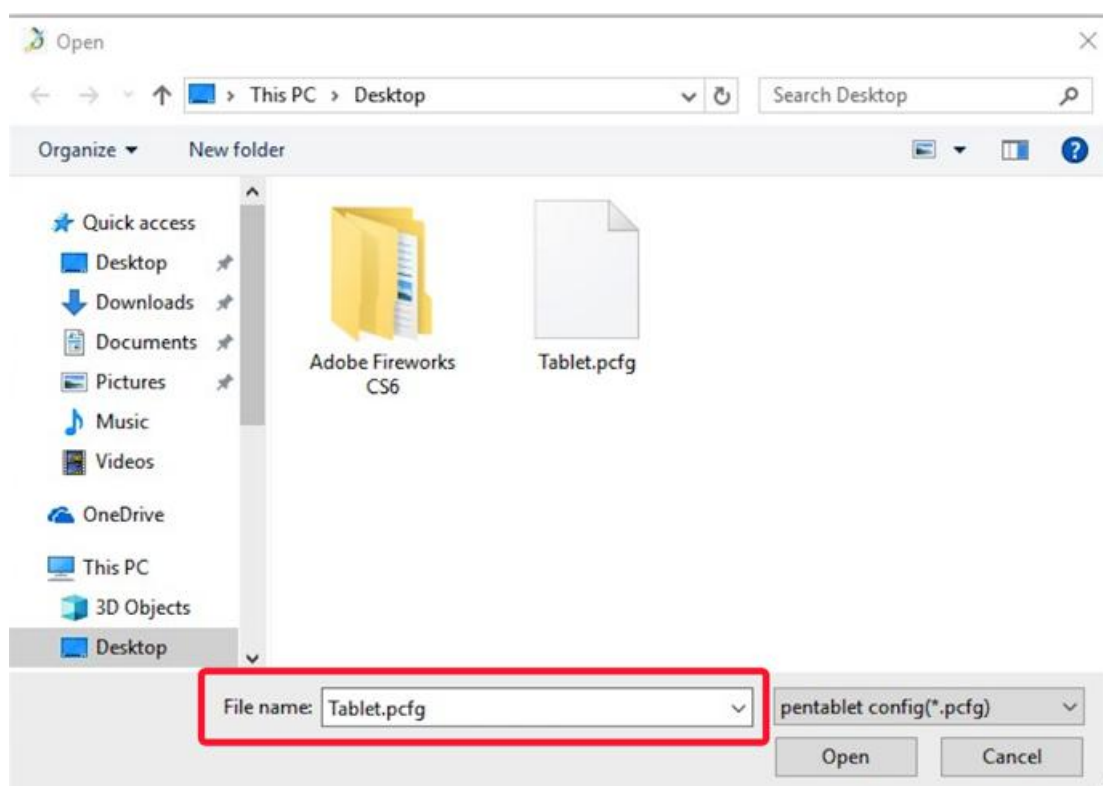 Open
This PC > Desktop
Search Desktop
Organize
New folder
?
Quick access
Desktop
Downloads
Documents
Pictures
Music
Videos
OneDrive
This PC
3D Objects
Desktop
Adobe Fireworks
CS6
Tablet.pcfg
File name: Tablet.pcfg
pentablet config(*.pcfg)
Open
Cancel